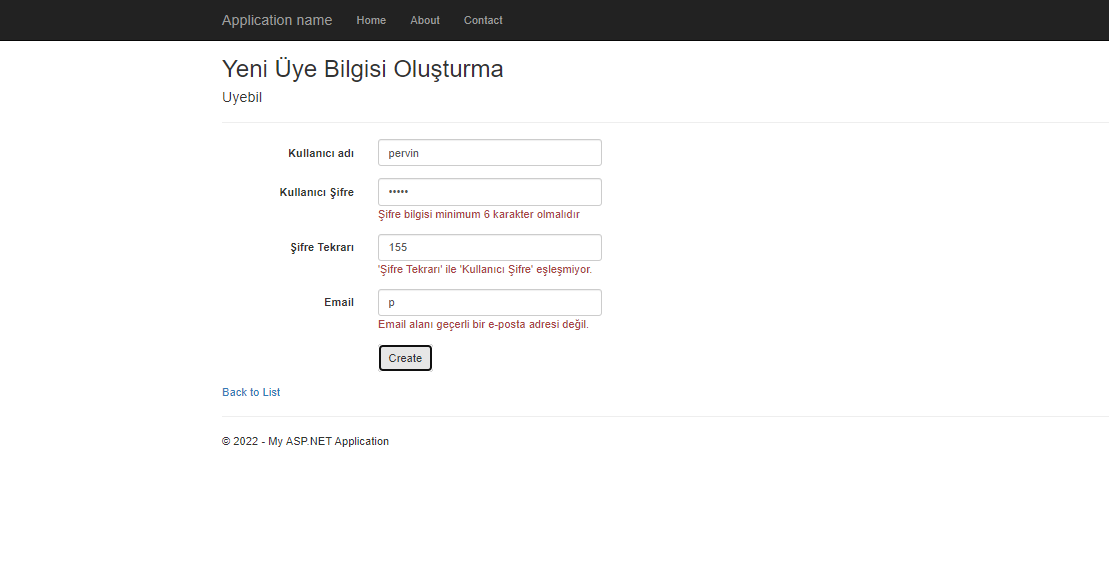 Application name Home About Contact
Yeni Üye Bilgisi Oluşturma
Uyebil
Kullanıcı adı pervin
Kullanıcı Şifre •••••
Şifre bilgisi minimum 6 karakter olmalıdır
Şifre Tekrarı 155
'Şifre Tekrarı' ile 'Kullanıcı Şifre' eşleşmiyor.
Email p
Email alanı geçerli bir e-posta adresi değil.
Create
Back to List
© 2022 - My ASP.NET Application